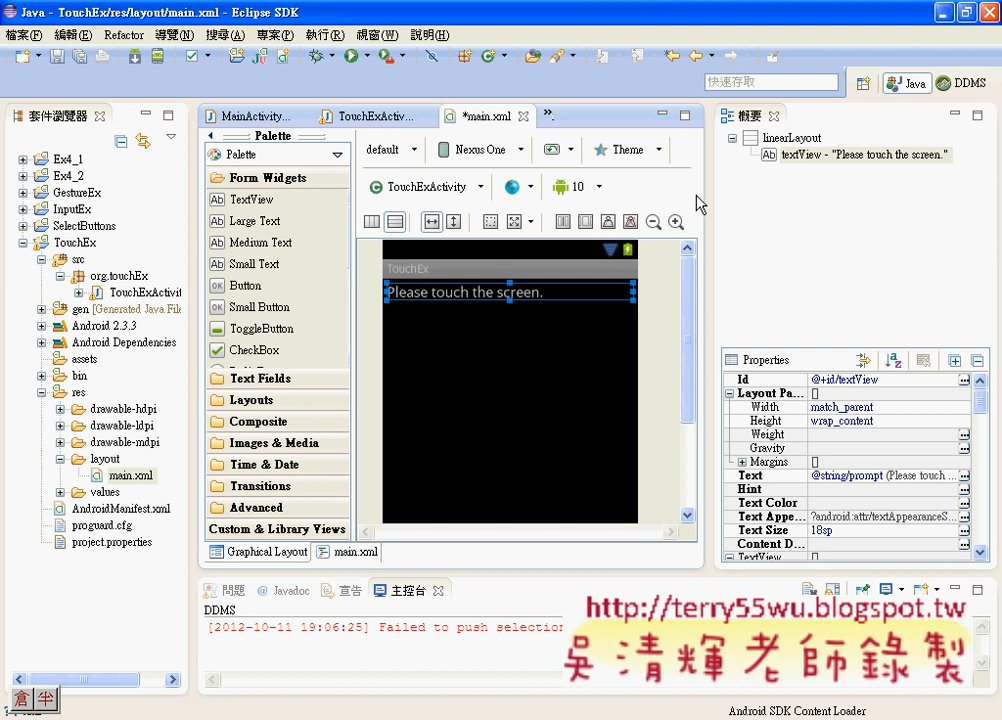 Java - TouchEx/res/layout/main.xml - Eclipse SDK
檔案(F) 編輯(E) Refactor 導覽(N) 搜尋(A) 專案(P) 執行(R) 視窗(W) 說明(H)
快速存取 Java DDMS
套件瀏覽器
Ex4_1
Ex4_2
GestureEx
InputEx
SelectButtons
TouchEx
src
org.touchEx
TouchExActivit
gen [Generated Java File
Android 2.3.3
Android Dependencies
assets
bin
res
drawable-hdpi
drawable-ldpi
drawable-mdpi
layout
main.xml
values
AndroidManifest.xml
proguard.cfg
project.properties
MainActivity... TouchExActiv... *main.xml
Palette
Palette
Form Widgets
Ab TextView
Ab Large Text
Ab Medium Text
Ab Small Text
OK Button
OK Small Button
ToggleButton
CheckBox
Text Fields
Layouts
Composite
Images & Media
Time & Date
Transitions
Advanced
Custom & Library Views
default Nexus One Theme
TouchExActivity 10
TouchEx
Please touch the screen.
Graphical Layout main.xml
概要
linearLayout
Ab textView - "Please touch the screen."
Properties
Id @+id/textView
Layout Pa... []
Width match_parent
Height wrap_content
Weight
Gravity
Margins []
Text @string/prompt (Please touch ...
Hint
Text Color
Text Appe... ?android:attr/textAppearanceS...
Text Size 18sp
Content D...
TextView []
問題 @ Javadoc 宣告 主控台
DDMS
[2012-10-11 19:06:25] Failed to push selection
http://terry55wu.blogspot.tw
吳清輝老師錄製
倉 半
Android SDK Content Loader